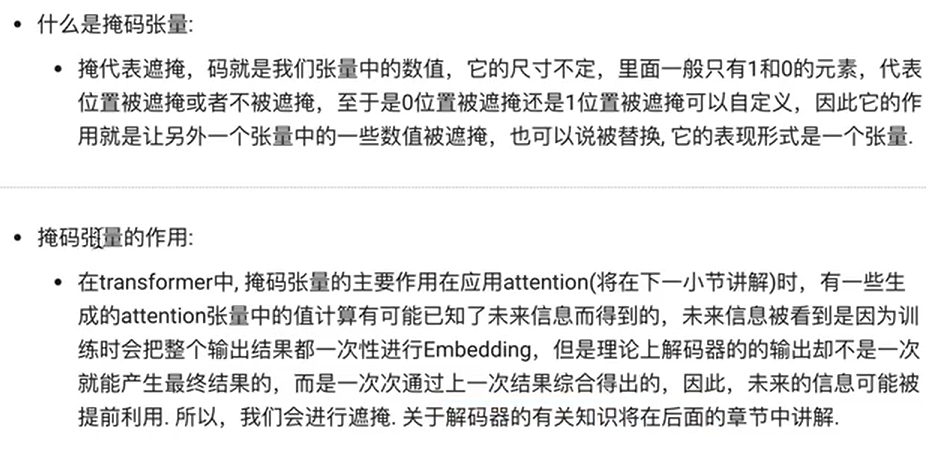 什么是掩码张量:
掩代表遮掩，码就是我们张量中的数值，它的尺寸不定，里面一般只有1和0的元素，代表
位置被遮掩或者不被遮掩，至于是0位置被遮掩还是1位置被遮掩可以自定义，因此它的作
用就是让另外一个张量中的一些数值被遮掩，也可以说被替换, 它的表现形式是一个张量.
掩码张量的作用:
在transformer中, 掩码张量的主要作用在应用attention(将在下一小节讲解)时，有一些生
成的attention张量中的值计算有可能已知了未来信息而得到的，未来信息被看到是因为训
练时会把整个输出结果都一次性进行Embedding，但是理论上解码器的的输出却不是一次
就能产生最终结果的，而是一次次通过上一次结果综合得出的，因此，未来的信息可能被
提前利用. 所以，我们会进行遮掩. 关于解码器的有关知识将在后面的章节中讲解.